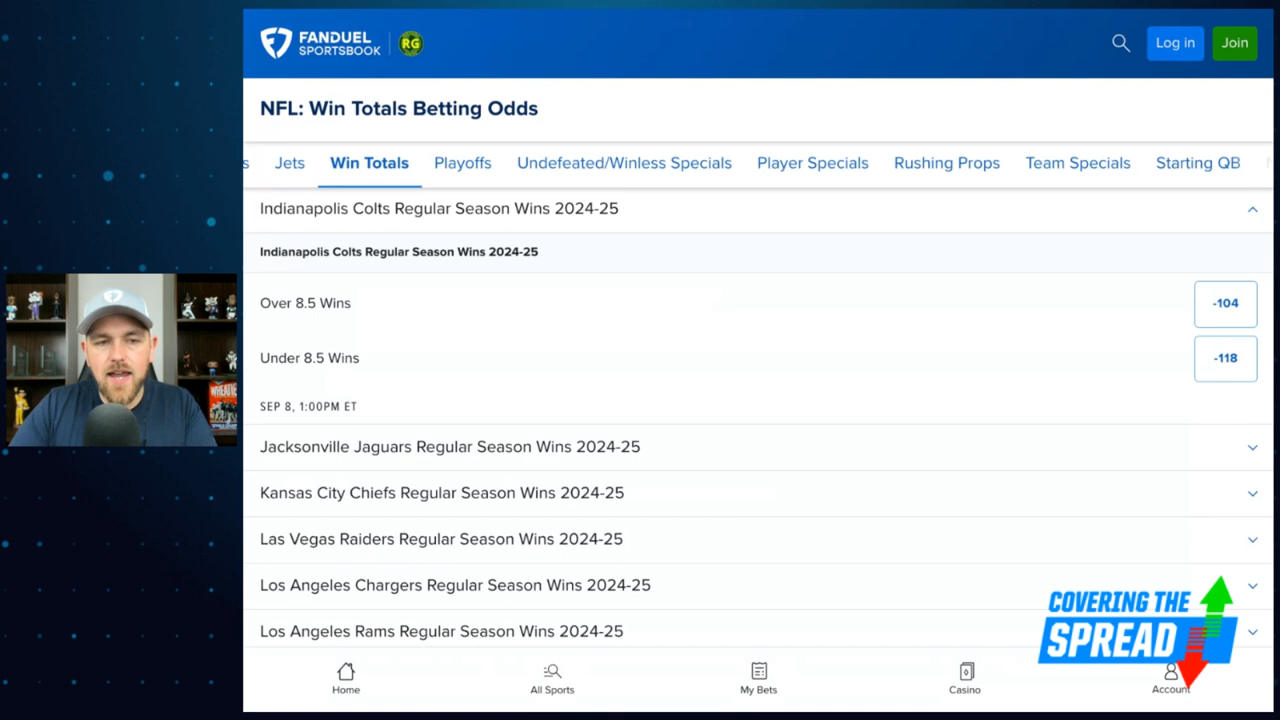 FANDUEL
SPORTSBOOK
RG
Log in
Join
NFL: Win Totals Betting Odds
s
Jets
Win Totals
Playoffs
Undefeated/Winless Specials
Player Specials
Rushing Props
Team Specials
Starting QB
Indianapolis Colts Regular Season Wins 2024-25
Indianapolis Colts Regular Season Wins 2024-25
Over 8.5 Wins
-104
Under 8.5 Wins
-118
SEP 8, 1:00PM ET
Jacksonville Jaguars Regular Season Wins 2024-25
Kansas City Chiefs Regular Season Wins 2024-25
Las Vegas Raiders Regular Season Wins 2024-25
Los Angeles Chargers Regular Season Wins 2024-25
Los Angeles Rams Regular Season Wins 2024-25
COVERING THE
SPREAD
Home
All Sports
My Bets
Casino
Account
WHEATIES